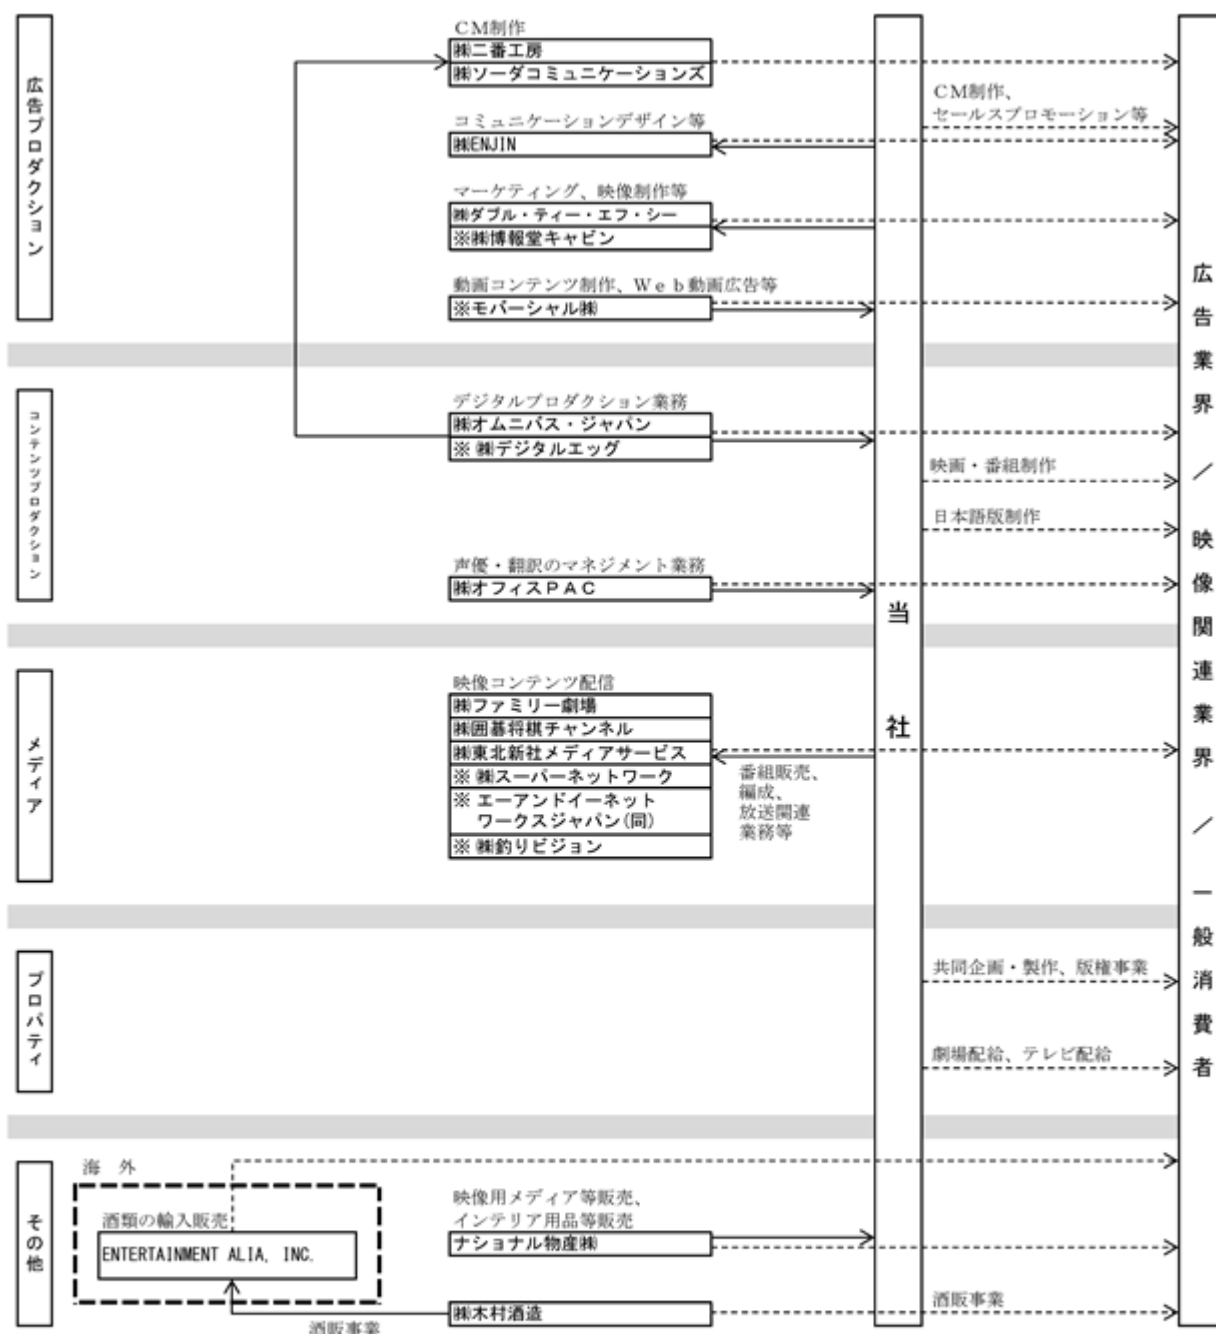 広告プロダクション
CM制作
㈱二番工房
㈱ソーダコミュニケーションズ
CM制作、
セールスプロモーション等
コミュニケーションデザイン等
㈱ENJIN
マーケティング、映像制作等
㈱ダブル・ティー・エフ・シー
※㈱博報堂キャビン
動画コンテンツ制作、Ｗｅｂ動画広告等
※モバーシャル㈱
コンテンツプロダクション
デジタルプロダクション業務
㈱オムニバス・ジャパン
※ ㈱デジタルエッグ
映画・番組制作
日本語版制作
声優・翻訳のマネジメント業務
㈱オフィスＰＡＣ
当社
広告業界／映像関連業界／一般消費者
メディア
映像コンテンツ配信
㈱ファミリー劇場
㈱囲碁将棋チャンネル
㈱東北新社メディアサービス
※ ㈱スーパーネットワーク
※ エーアンドイーネット
ワークスジャパン(同)
※ ㈱釣りビジョン
番組販売、
編成、
放送関連
業務等
プロパティ
共同企画・製作、版権事業
劇場配給、テレビ配給
その他
海　外
酒類の輸入販売
ENTERTAINMENT ALIA, INC.
映像用メディア等販売、
インテリア用品等販売
ナショナル物産㈱
㈱木村酒造
酒販事業
酒販事業